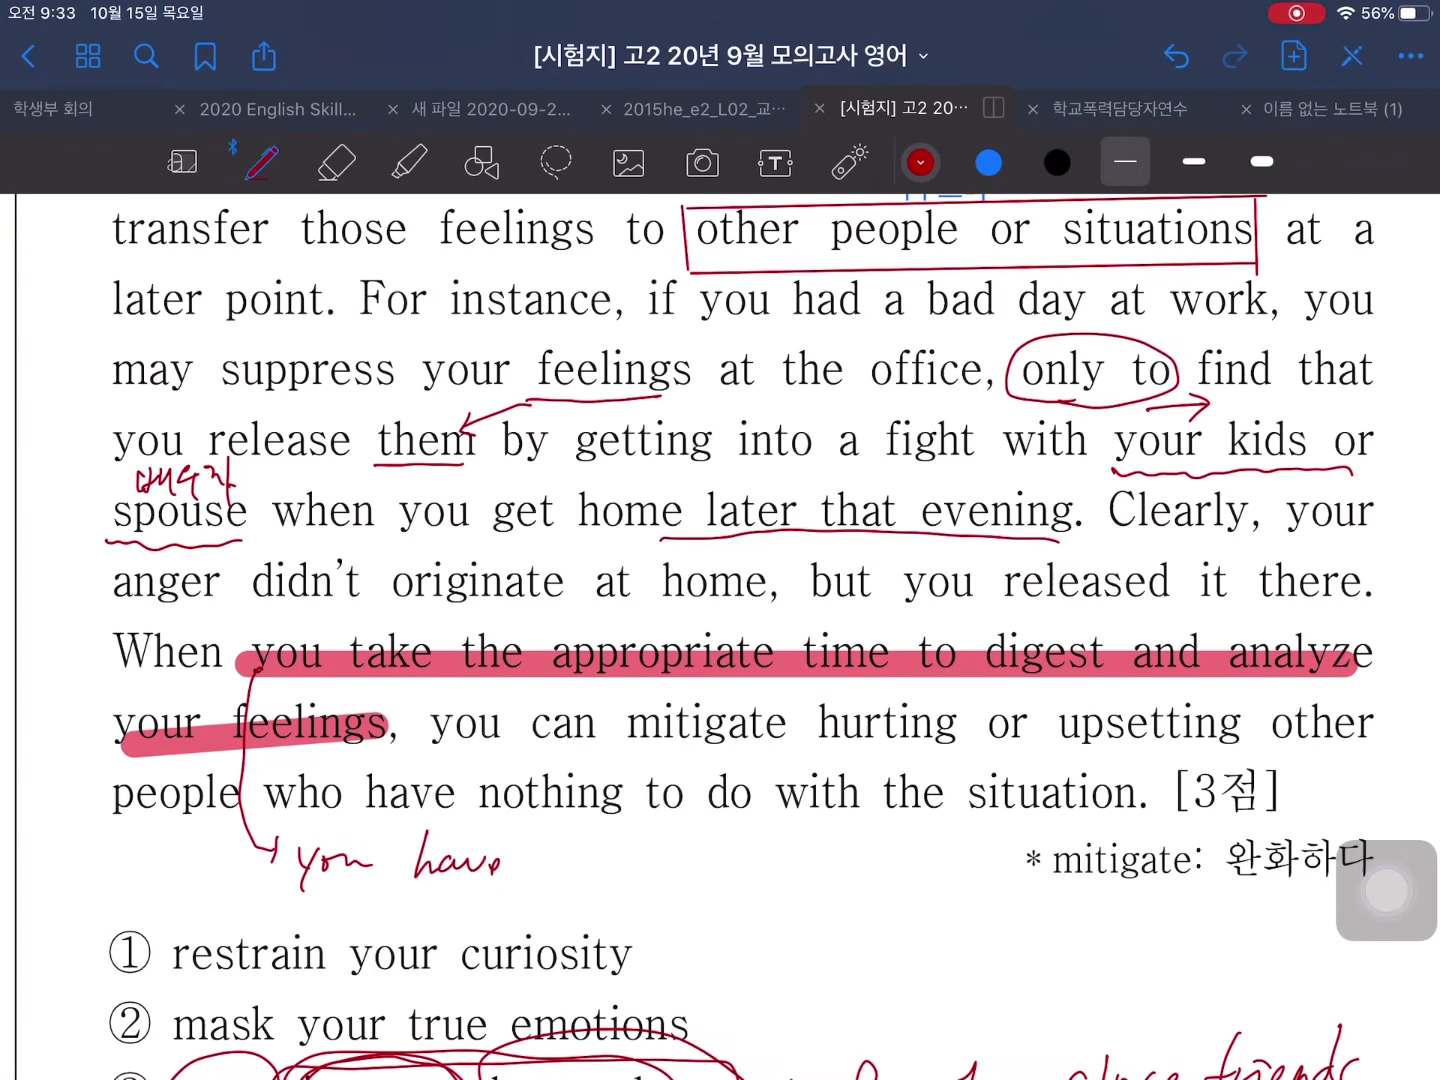 오전 9:33 10월 15일 목요일 56%
[시험지] 고2 20년 9월 모의고사 영어
학생부 회의 × 2020 English Skill... × 새 파일 2020-09-2... × 2015he_e2_L02_교... × [시험지] 고2 20... × 학교폭력담당자연수 × 이름 없는 노트북 (1)
transfer those feelings to other people or situations at a
later point. For instance, if you had a bad day at work, you
may suppress your feelings at the office, only to find that
you release them by getting into a fight with your kids or
배우자
spouse when you get home later that evening. Clearly, your
anger didn't originate at home, but you released it there.
When you take the appropriate time to digest and analyze
your feelings, you can mitigate hurting or upsetting other
people who have nothing to do with the situation. [3점]
you have
* mitigate: 완화하다
① restrain your curiosity
② mask your true emotions
close friends